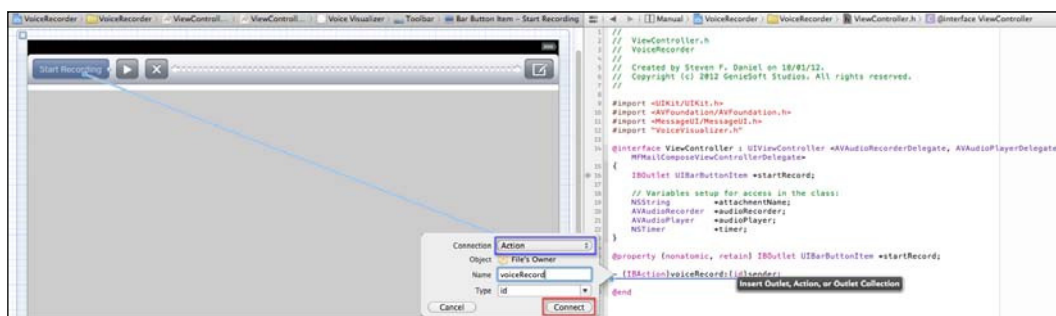 VoiceRecorder VoiceRecorder ViewControll... ViewControll... Voice Visualizer Toolbar Bar Button Item - Start Recording
Manual VoiceRecorder VoiceRecorder ViewController.h @interface ViewController
Start Recording
//
// ViewController.h
// VoiceRecorder
//
// Created by Steven F. Daniel on 18/01/12.
// Copyright (c) 2012 GenieSoft Studios. All rights reserved.
//
#import <UIKit/UIKit.h>
#import <AVFoundation/AVFoundation.h>
#import <MessageUI/MessageUI.h>
#import "VoiceVisualizer.h"
@interface ViewController : UIViewController <AVAudioRecorderDelegate, AVAudioPlayerDelegate
MFMailComposeViewControllerDelegate>
{
IBOutlet UIBarButtonItem *startRecord;
// Variables setup for access in the class:
NSString *attachmentName;
AVAudioRecorder *audioRecorder;
AVAudioPlayer *audioPlayer;
NSTimer *timer;
}
@property (nonatomic, retain) IBOutlet UIBarButtonItem *startRecord;
- (IBAction)voiceRecord:(id)sender;
Insert Outlet, Action, or Outlet Collection
@end
Connection Action
Object File's Owner
Name voiceRecord
Type id
Cancel Connect